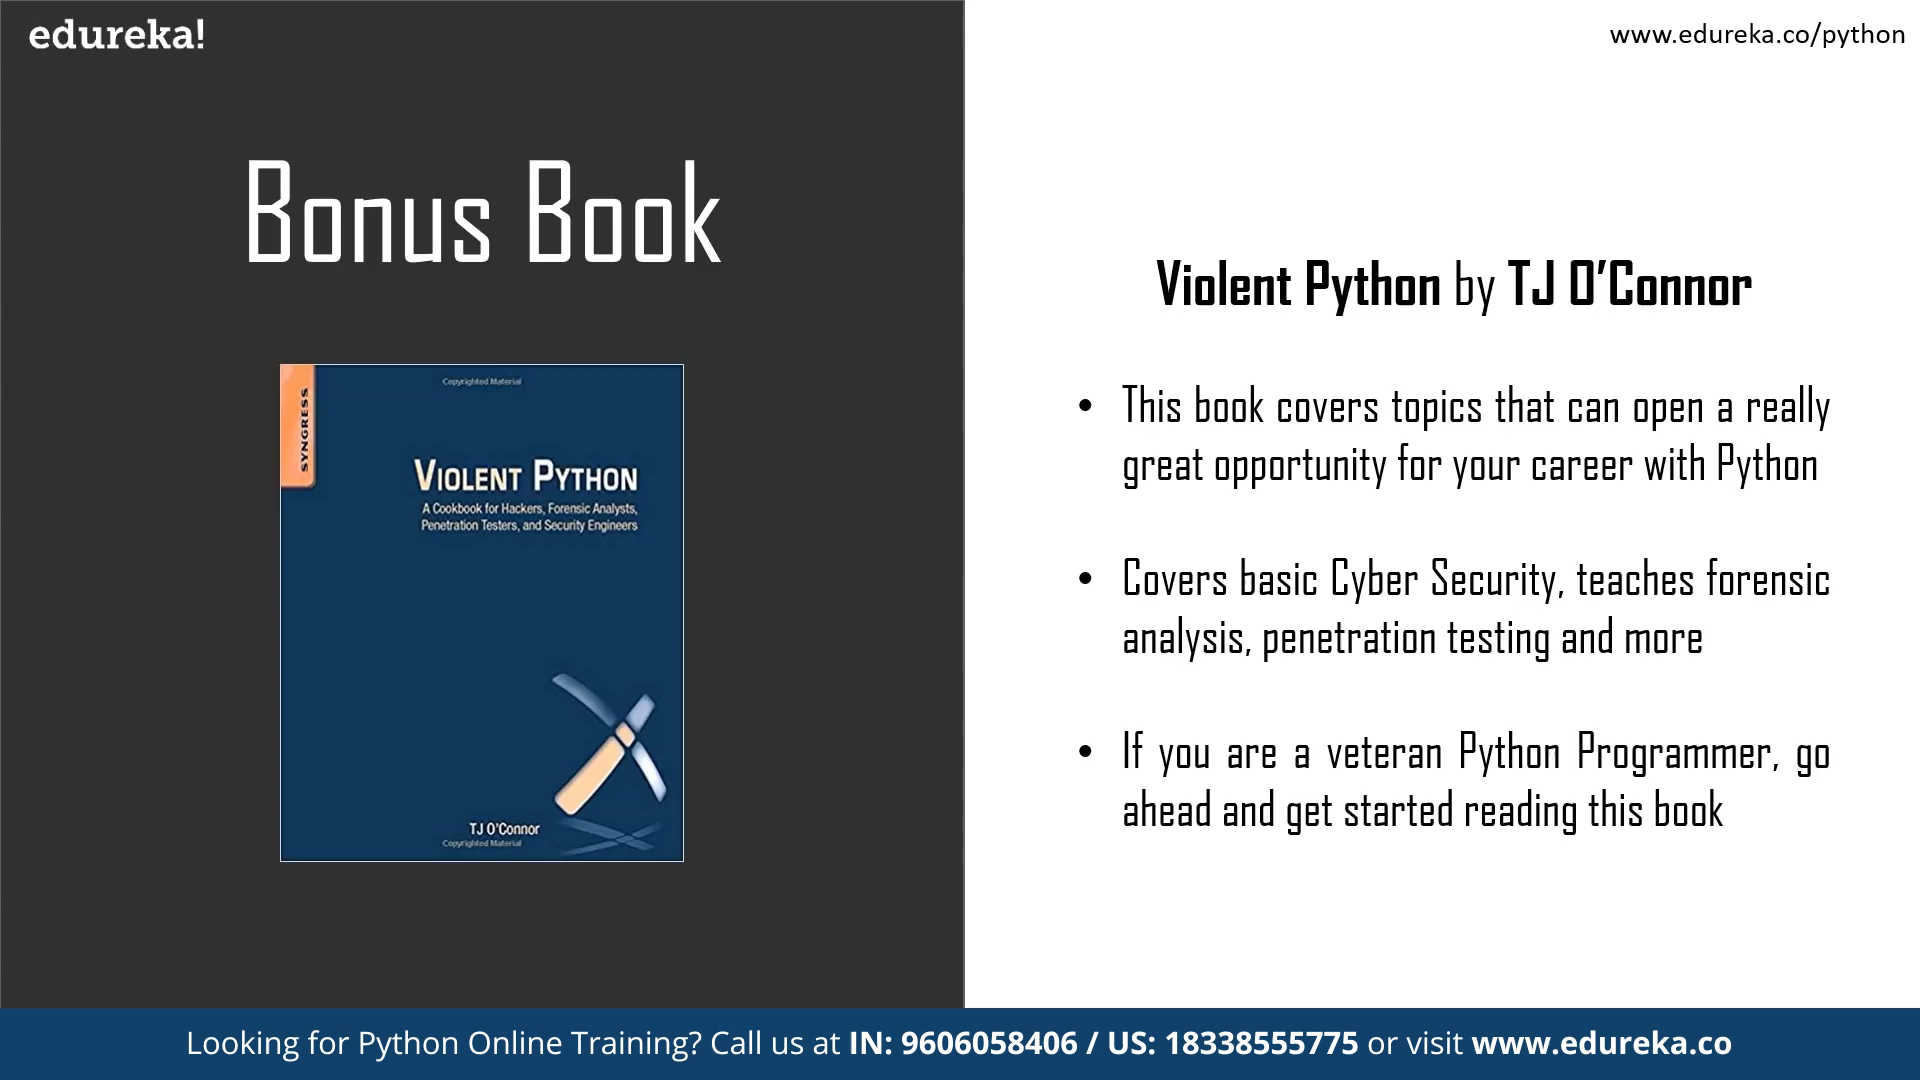 edureka!
www.edureka.co/python
Bonus Book
Copyrighted Material
SYNGRESS
VIOLENT PYTHON
A Cookbook for Hackers, Forensic Analysts,
Penetration Testers, and Security Engineers
TJ O'Connor
Copyrighted Material
Violent Python by TJ O'Connor
• This book covers topics that can open a really
great opportunity for your career with Python
• Covers basic Cyber Security, teaches forensic
analysis, penetration testing and more
• If you are a veteran Python Programmer, go
ahead and get started reading this book
Looking for Python Online Training? Call us at IN: 9606058406 / US: 18338555775 or visit www.edureka.co